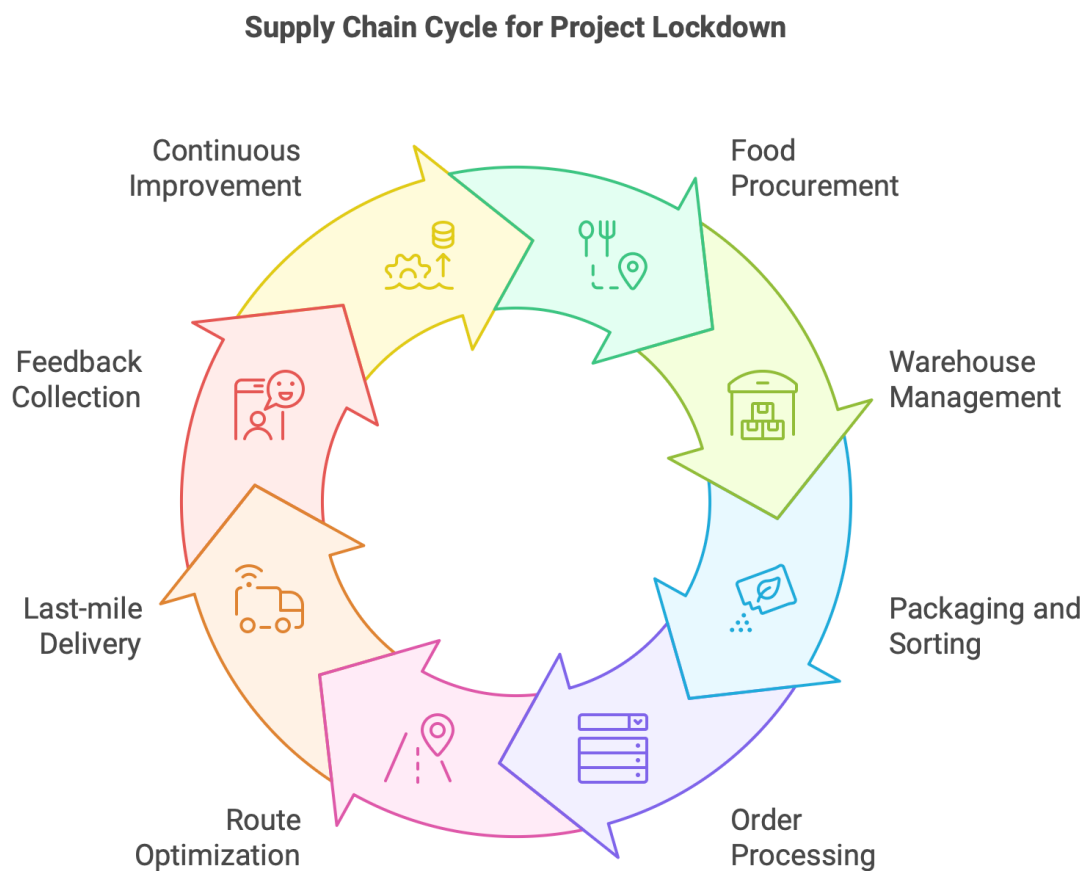 Supply Chain Cycle for Project Lockdown
Continuous
Improvement
Food
Procurement
Feedback
Collection
Warehouse
Management
Last-mile
Delivery
Packaging and
Sorting
Route
Optimization
Order
Processing